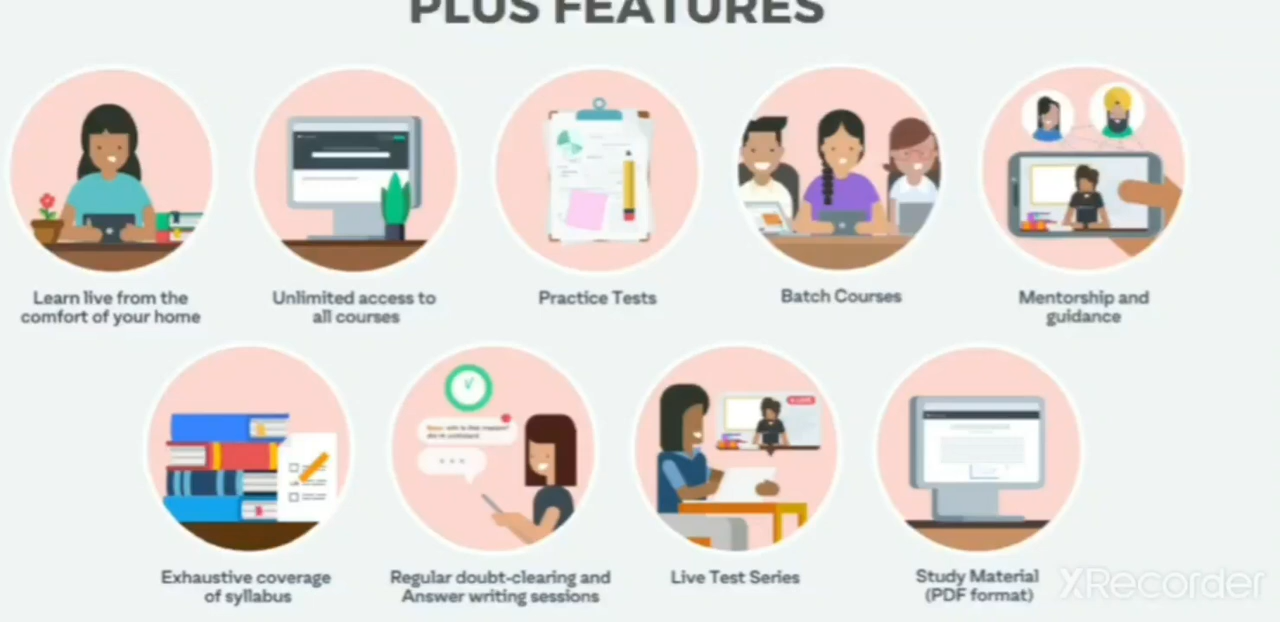 PLUS FEATURES
Learn live from the
comfort of your home
Unlimited access to
all courses
Practice Tests
Batch Courses
Mentorship and
guidance
LIVE
Exhaustive coverage
of syllabus
Regular doubt-clearing and
Answer writing sessions
Live Test Series
Study Material
(PDF format)
XRecorder